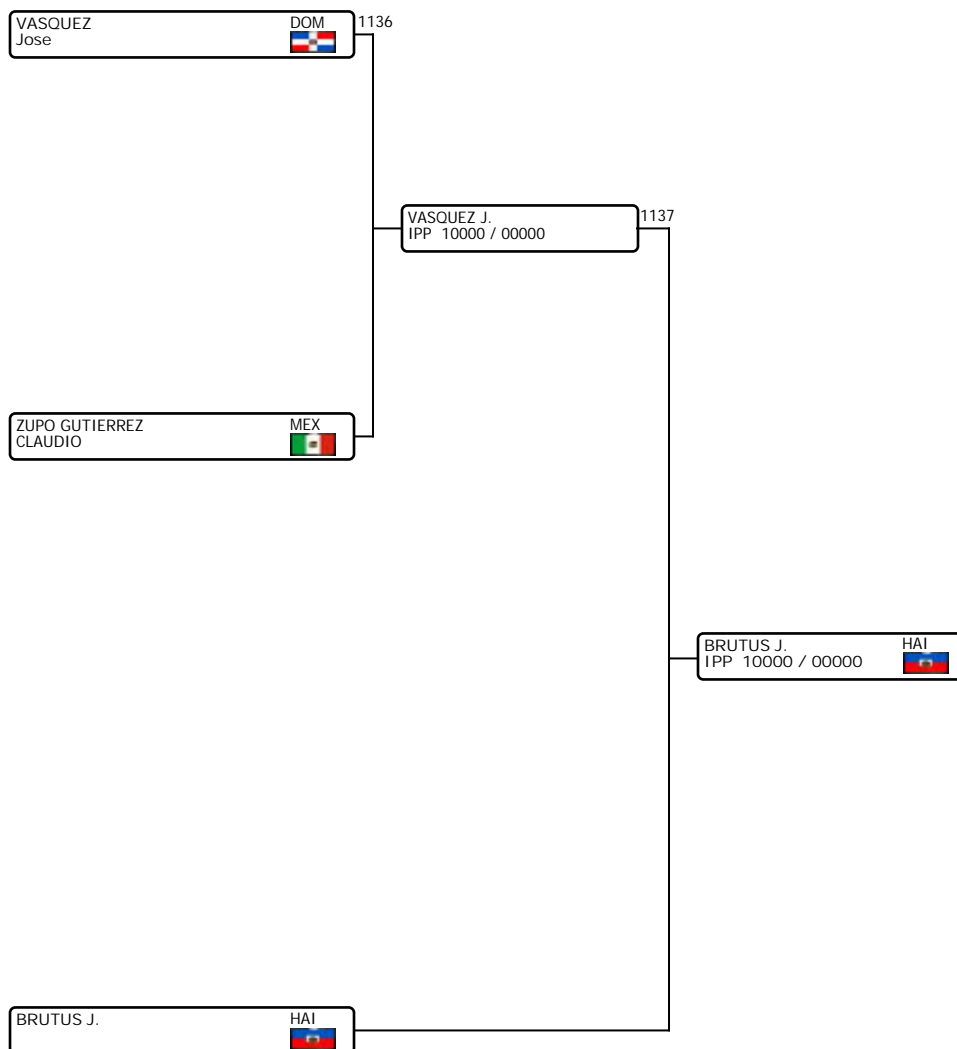 VASQUEZ DOM 1136
Jose
VASQUEZ J. 1137
IPP 10000 / 00000
ZUPO GUTIERREZ MEX
CLAUDIO
BRUTUS J. HAI
IPP 10000 / 00000
BRUTUS J. HAI